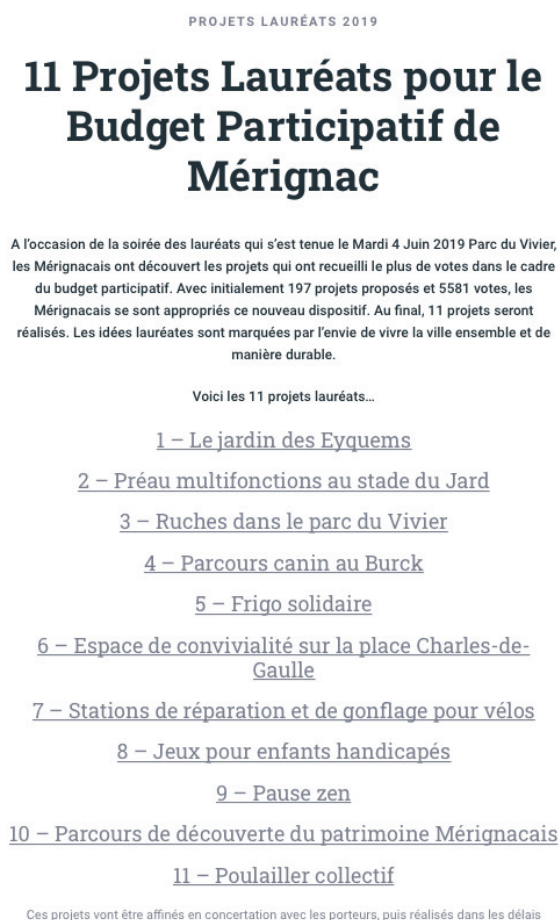 PROJETS LAURÉATS 2019
11 Projets Lauréats pour le
Budget Participatif de
Mérignac
A l'occasion de la soirée des lauréats qui s'est tenue le Mardi 4 Juin 2019 Parc du Vivier,
les Mérignacais ont découvert les projets qui ont recueilli le plus de votes dans le cadre
du budget participatif. Avec initialement 197 projets proposés et 5581 votes, les
Mérignacais se sont appropriés ce nouveau dispositif. Au final, 11 projets seront
réalisés. Les idées lauréates sont marquées par l'envie de vivre la ville ensemble et de
manière durable.
Voici les 11 projets lauréats…
1 – Le jardin des Eyquems
2 – Préau multifonctions au stade du Jard
3 – Ruches dans le parc du Vivier
4 – Parcours canin au Burck
5 – Frigo solidaire
6 – Espace de convivialité sur la place Charles-de-
Gaulle
7 – Stations de réparation et de gonflage pour vélos
8 – Jeux pour enfants handicapés
9 – Pause zen
10 – Parcours de découverte du patrimoine Mérignacais
11 – Poulailler collectif
Ces projets vont être affinés en concertation avec les porteurs, puis réalisés dans les délais